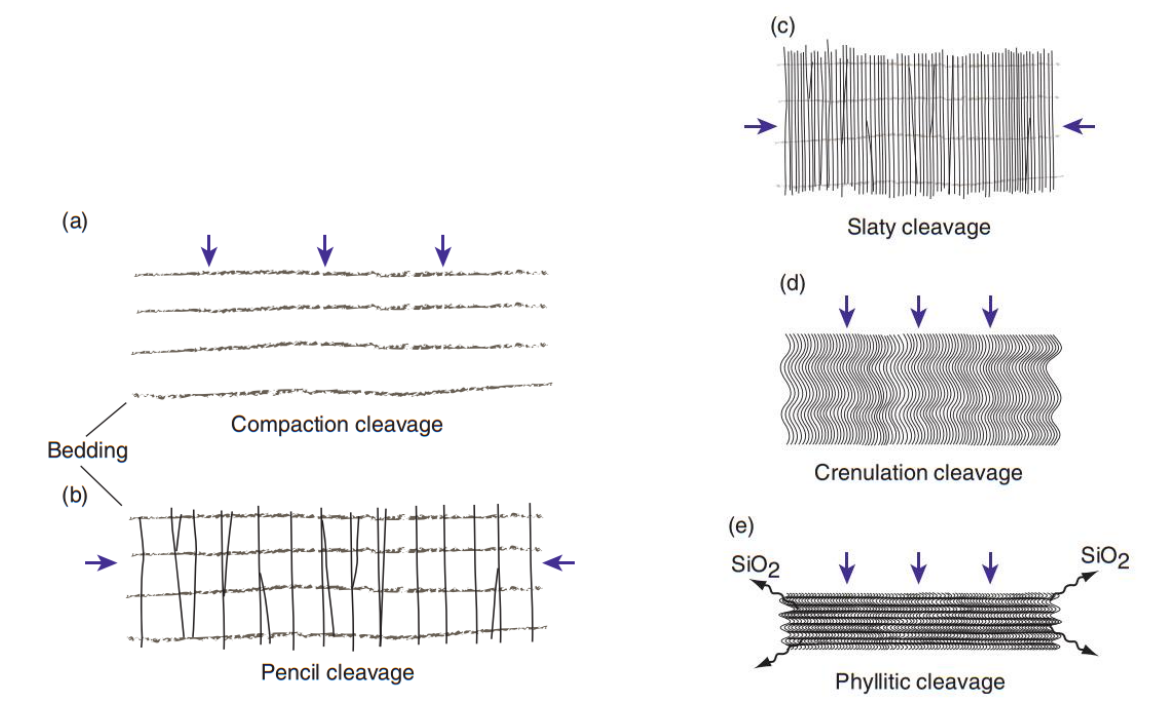 (a)
Compaction cleavage
Bedding
(b)
Pencil cleavage
(c)
Slaty cleavage
(d)
Crenulation cleavage
(e)
SiO2
SiO2
Phyllitic cleavage